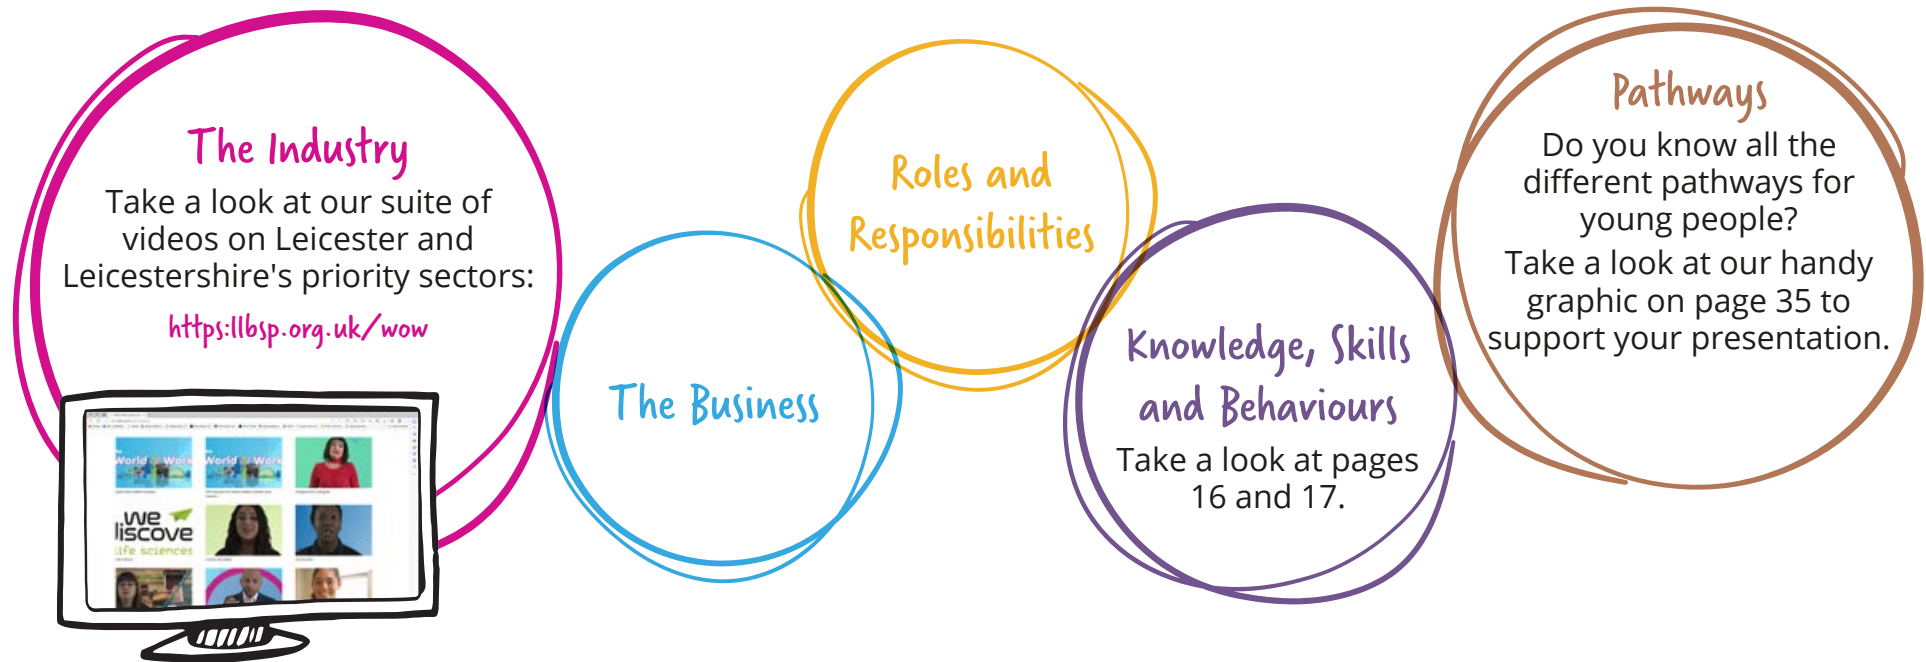 The Industry
Take a look at our suite of
videos on Leicester and
Leicestershire's priority sectors:
https:llbsp.org.uk/wow
World of Work
World of Work
we
discove
life sciences
The Business
Roles and
Responsibilities
Knowledge, Skills
and Behaviours
Take a look at pages
16 and 17.
Pathways
Do you know all the
different pathways for
young people?
Take a look at our handy
graphic on page 35 to
support your presentation.